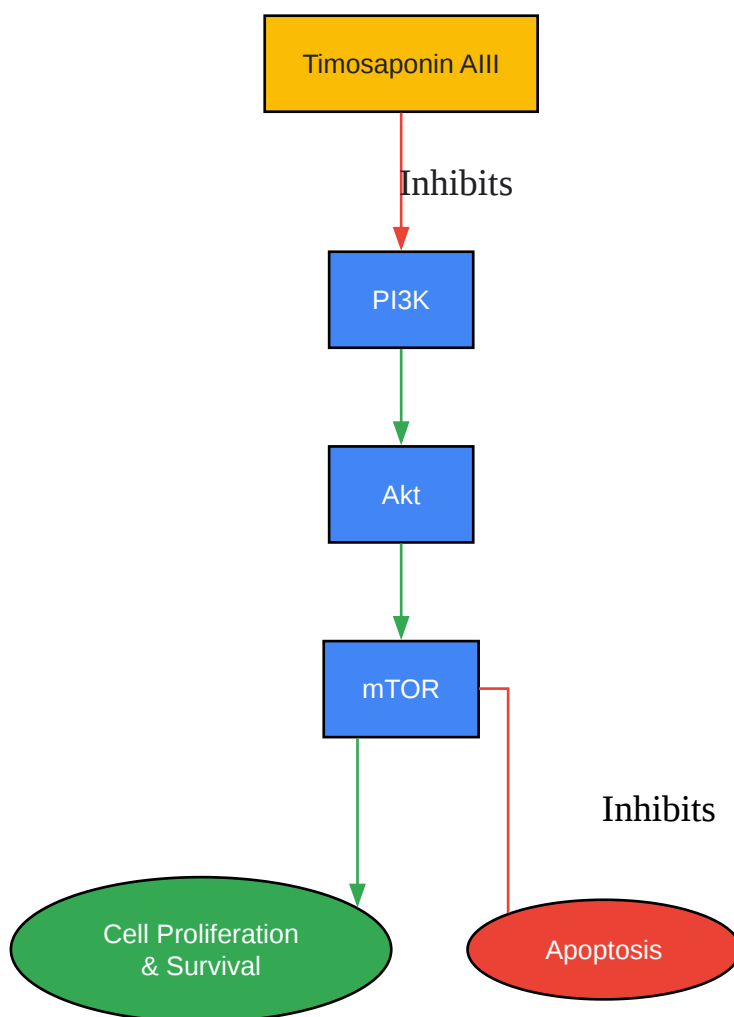 Timosaponin AIII
Inhibits
PI3K
Akt
mTOR
Inhibits
Cell Proliferation
& Survival
Apoptosis